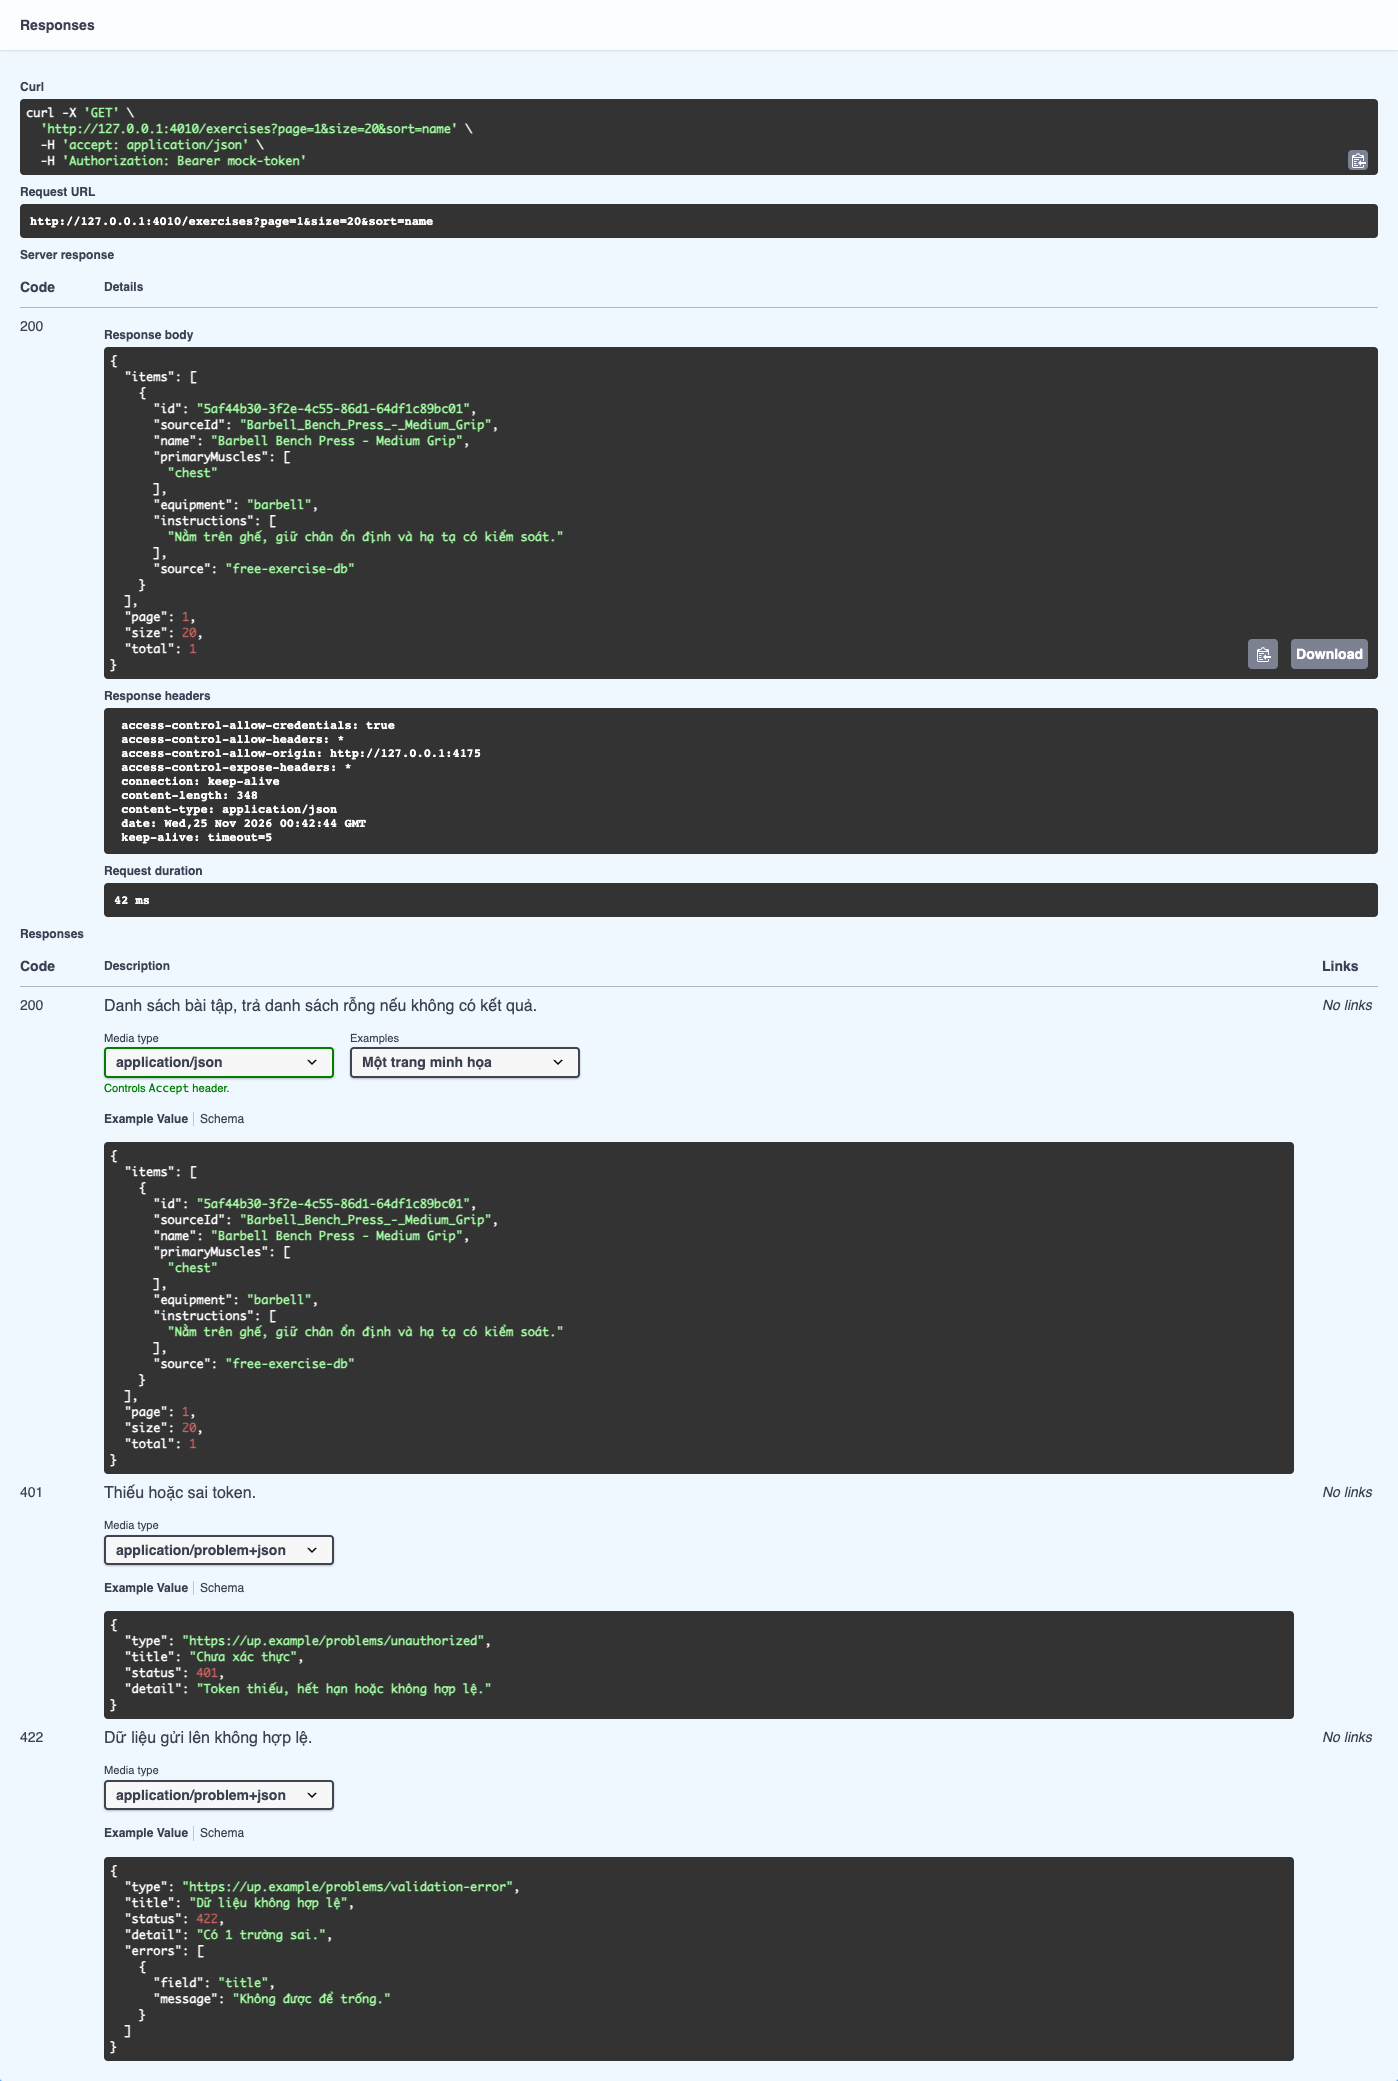 Responses
Curl
curl -X 'GET' \
  'http://127.0.0.1:4010/exercises?page=1&size=20&sort=name' \
  -H 'accept: application/json' \
  -H 'Authorization: Bearer mock-token'
Request URL
http://127.0.0.1:4010/exercises?page=1&size=20&sort=name
Server response
Code Details
200
Response body
{
  "items": [
    {
      "id": "5af44b30-3f2e-4c55-86d1-64df1c89bc01",
      "sourceId": "Barbell_Bench_Press_-_Medium_Grip",
      "name": "Barbell Bench Press - Medium Grip",
      "primaryMuscles": [
        "chest"
      ],
      "equipment": "barbell",
      "instructions": [
        "Nằm trên ghế, giữ chân ổn định và hạ tạ có kiểm soát."
      ],
      "source": "free-exercise-db"
    }
  ],
  "page": 1,
  "size": 20,
  "total": 1
}
Download
Response headers
access-control-allow-credentials: true
access-control-allow-headers: *
access-control-allow-origin: http://127.0.0.1:4175
access-control-expose-headers: *
connection: keep-alive
content-length: 348
content-type: application/json
date: Wed,25 Nov 2026 00:42:44 GMT
keep-alive: timeout=5
Request duration
42 ms
Responses
Code Description Links
200 Danh sách bài tập, trả danh sách rỗng nếu không có kết quả. No links
Media type Examples
application/json Một trang minh họa
Controls Accept header.
Example Value Schema
{
  "items": [
    {
      "id": "5af44b30-3f2e-4c55-86d1-64df1c89bc01",
      "sourceId": "Barbell_Bench_Press_-_Medium_Grip",
      "name": "Barbell Bench Press - Medium Grip",
      "primaryMuscles": [
        "chest"
      ],
      "equipment": "barbell",
      "instructions": [
        "Nằm trên ghế, giữ chân ổn định và hạ tạ có kiểm soát."
      ],
      "source": "free-exercise-db"
    }
  ],
  "page": 1,
  "size": 20,
  "total": 1
}
401 Thiếu hoặc sai token. No links
Media type
application/problem+json
Example Value Schema
{
  "type": "https://up.example/problems/unauthorized",
  "title": "Chưa xác thực",
  "status": 401,
  "detail": "Token thiếu, hết hạn hoặc không hợp lệ."
}
422 Dữ liệu gửi lên không hợp lệ. No links
Media type
application/problem+json
Example Value Schema
{
  "type": "https://up.example/problems/validation-error",
  "title": "Dữ liệu không hợp lệ",
  "status": 422,
  "detail": "Có 1 trường sai.",
  "errors": [
    {
      "field": "title",
      "message": "Không được để trống."
    }
  ]
}